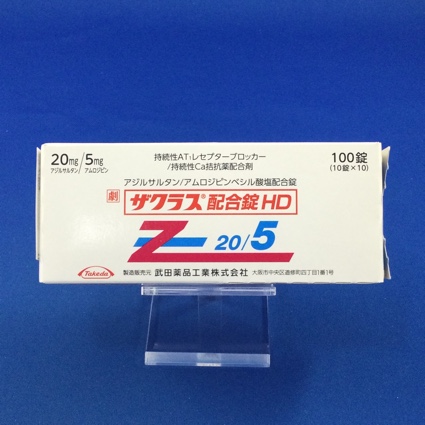 20mg/5mg
アジルサルタン/アムロジピン
持続性AT₁レセプターブロッカー
/持続性Ca拮抗薬配合剤
100錠
(10錠×10)
アジルサルタン/アムロジピンベシル酸塩配合錠
劇 ザクラス®配合錠HD
Z 20/5
Takeda
製造販売元 武田薬品工業株式会社 大阪市中央区道修町四丁目1番1号